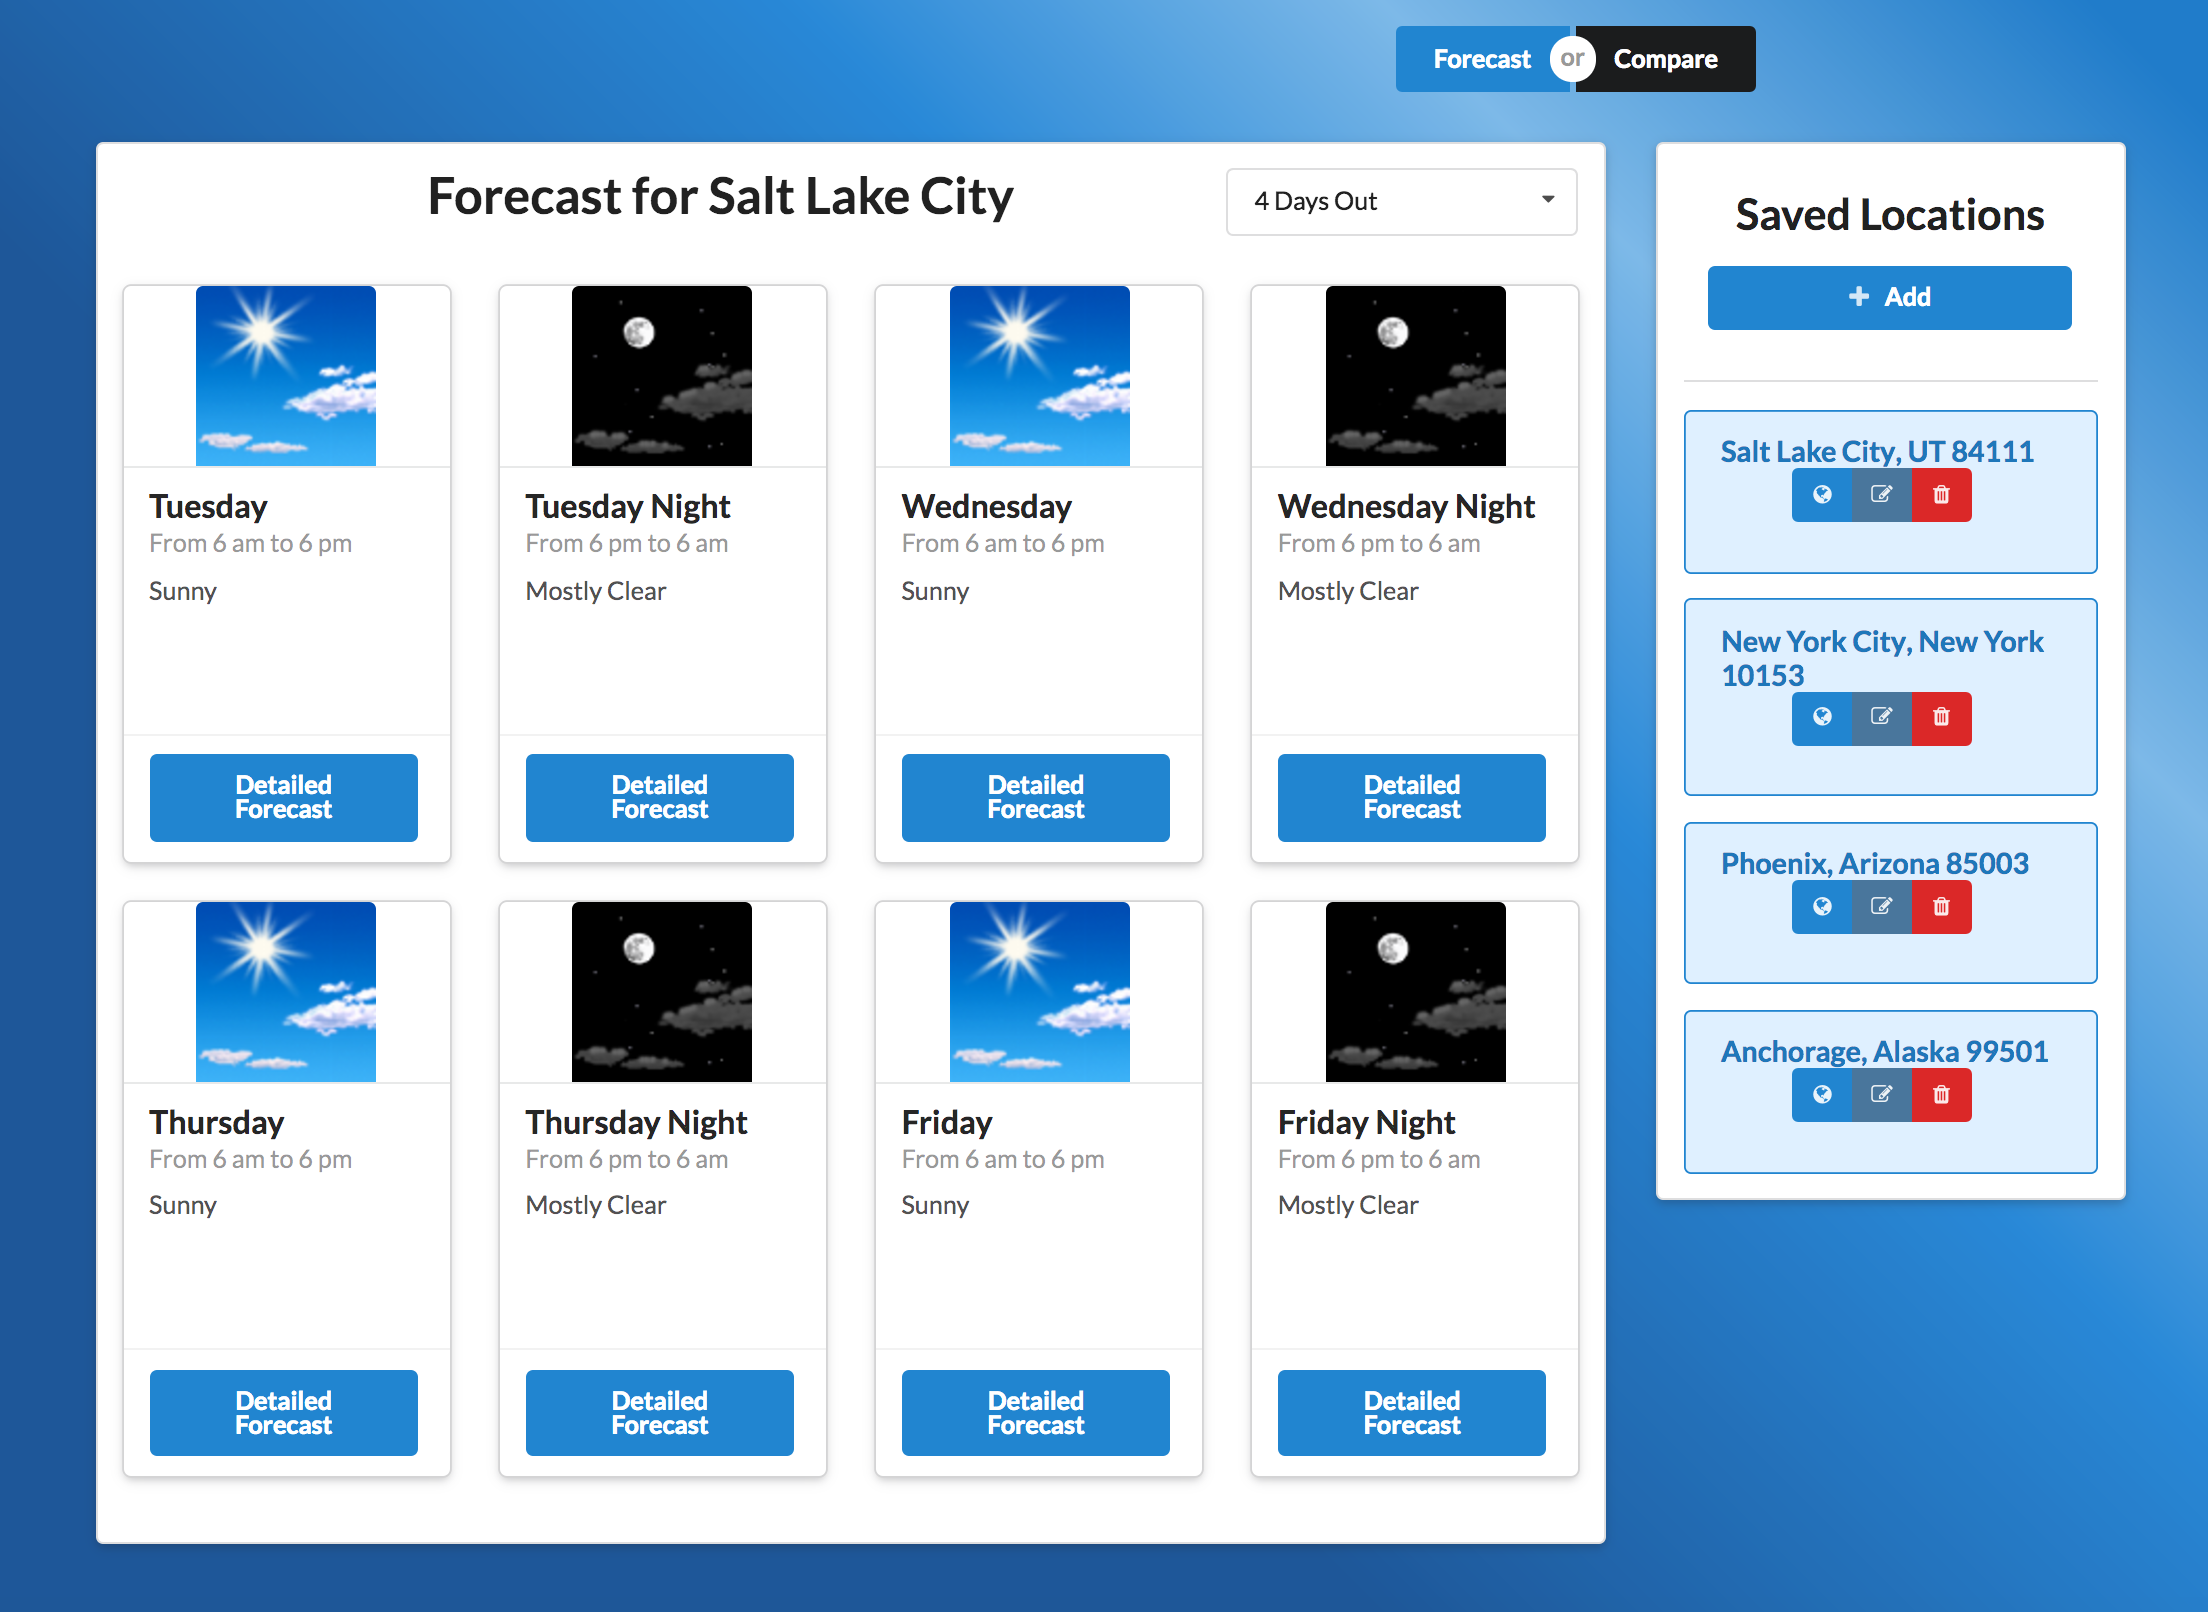 Forecast or Compare
Forecast for Salt Lake City
4 Days Out
Tuesday
From 6 am to 6 pm
Sunny
Detailed
Forecast
Tuesday Night
From 6 pm to 6 am
Mostly Clear
Detailed
Forecast
Wednesday
From 6 am to 6 pm
Sunny
Detailed
Forecast
Wednesday Night
From 6 pm to 6 am
Mostly Clear
Detailed
Forecast
Thursday
From 6 am to 6 pm
Sunny
Detailed
Forecast
Thursday Night
From 6 pm to 6 am
Mostly Clear
Detailed
Forecast
Friday
From 6 am to 6 pm
Sunny
Detailed
Forecast
Friday Night
From 6 pm to 6 am
Mostly Clear
Detailed
Forecast
Saved Locations
Add
Salt Lake City, UT 84111
New York City, New York
10153
Phoenix, Arizona 85003
Anchorage, Alaska 99501